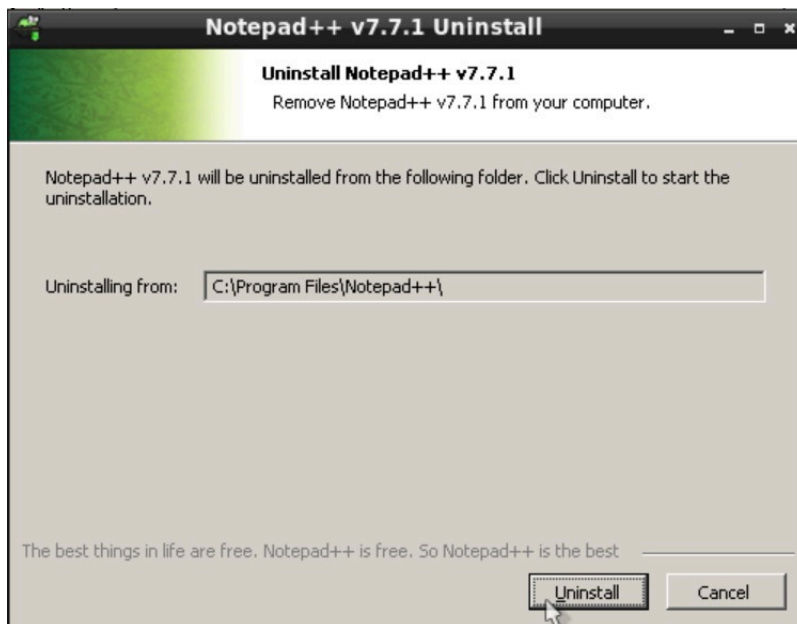 Notepad++ v7.7.1 Uninstall
Uninstall Notepad++ v7.7.1
Remove Notepad++ v7.7.1 from your computer.
Notepad++ v7.7.1 will be uninstalled from the following folder. Click Uninstall to start the
uninstallation.
Uninstalling from: C:\Program Files\Notepad++\
The best things in life are free. Notepad++ is free. So Notepad++ is the best
Uninstall Cancel